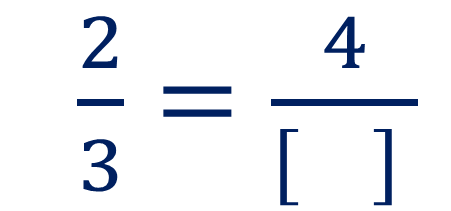 2/3 = 4/[ ]